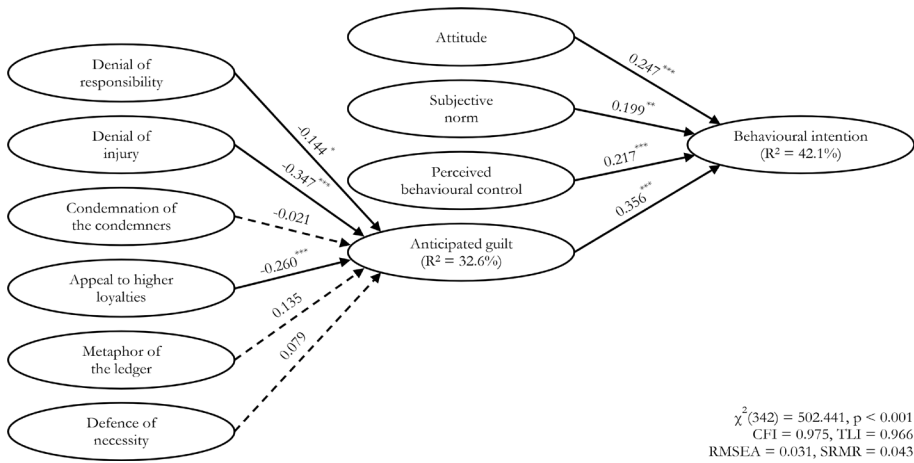 Denial of
responsibility
Denial of
injury
Condemnation of
the condemners
Appeal to higher
loyalties
Metaphor of
the ledger
Defence of
necessity
-0.144 *
-0.347 ***
-0.021
-0.260 ***
0.135
0.079
Attitude
Subjective
norm
Perceived
behavioural control
Anticipated guilt
(R² = 32.6%)
0.247 ***
0.199 **
0.217 ***
0.356 ***
Behavioural intention
(R² = 42.1%)
χ²(342) = 502.441, p < 0.001
CFI = 0.975, TLI = 0.966
RMSEA = 0.031, SRMR = 0.043